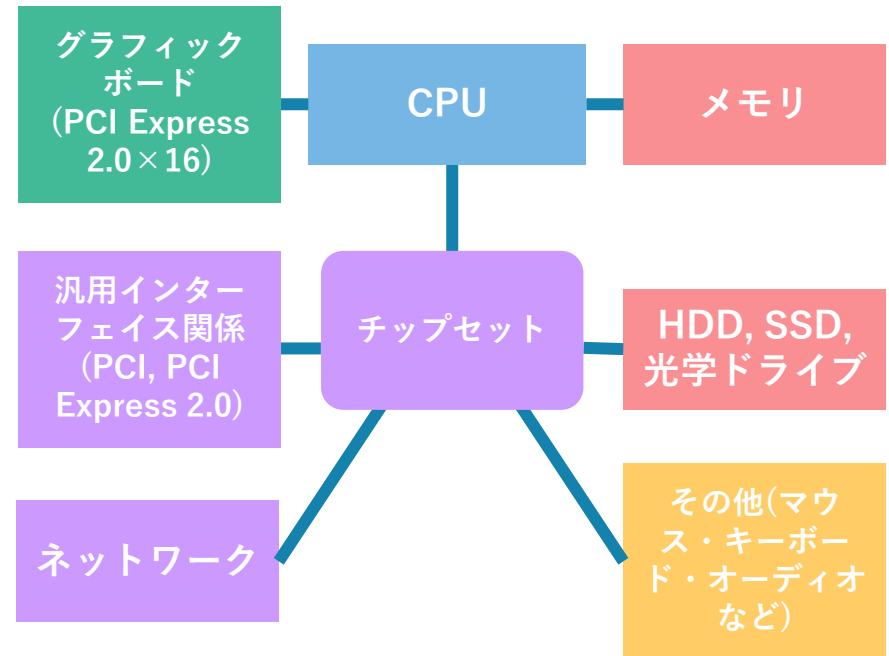 グラフィック
ボード
(PCI Express
2.0×16)
CPU
メモリ
汎用インター
フェイス関係
(PCI, PCI
Express 2.0)
チップセット
HDD, SSD,
光学ドライブ
ネットワーク
その他(マウ
ス・キーボー
ド・オーディオ
など)